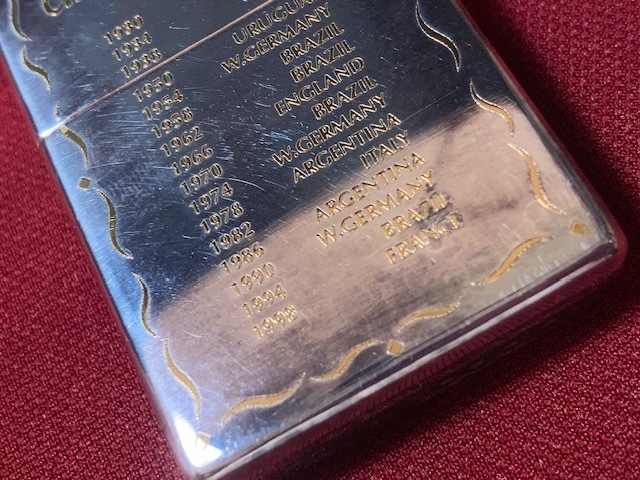 1930
1934
1938
1950 URUGUA
1954 W.GERMANY
1958 BRAZIL
1962 BRAZIL
1966 ENGLAND
1970 BRAZIL
1974 W.GERMANY
1978 ARGENTINA
1982 ITALY
1986 ARGENTINA
1990 W.GERMANY
1994 BRAZIL
1998 FRANCE